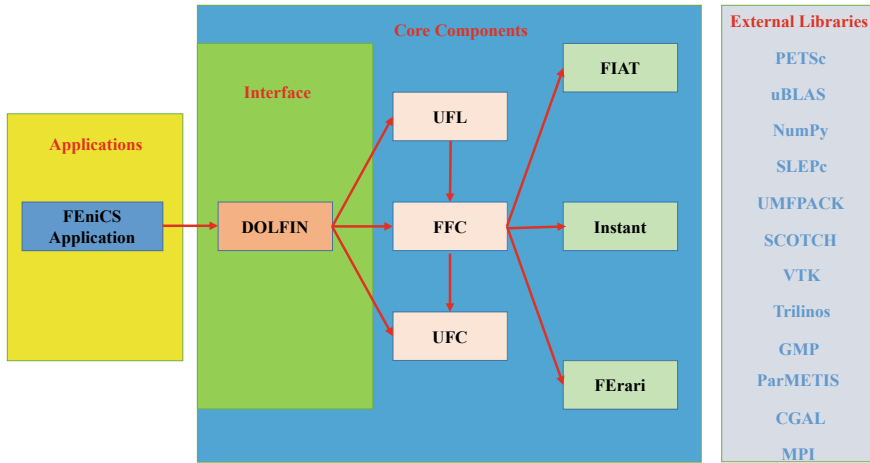 Applications
FEniCS
Application
Core Components
Interface
DOLFIN
UFL
FFC
UFC
FIAT
Instant
FErari
External Libraries
PETSc
uBLAS
NumPy
SLEPc
UMFPACK
SCOTCH
VTK
Trilinos
GMP
ParMETIS
CGAL
MPI